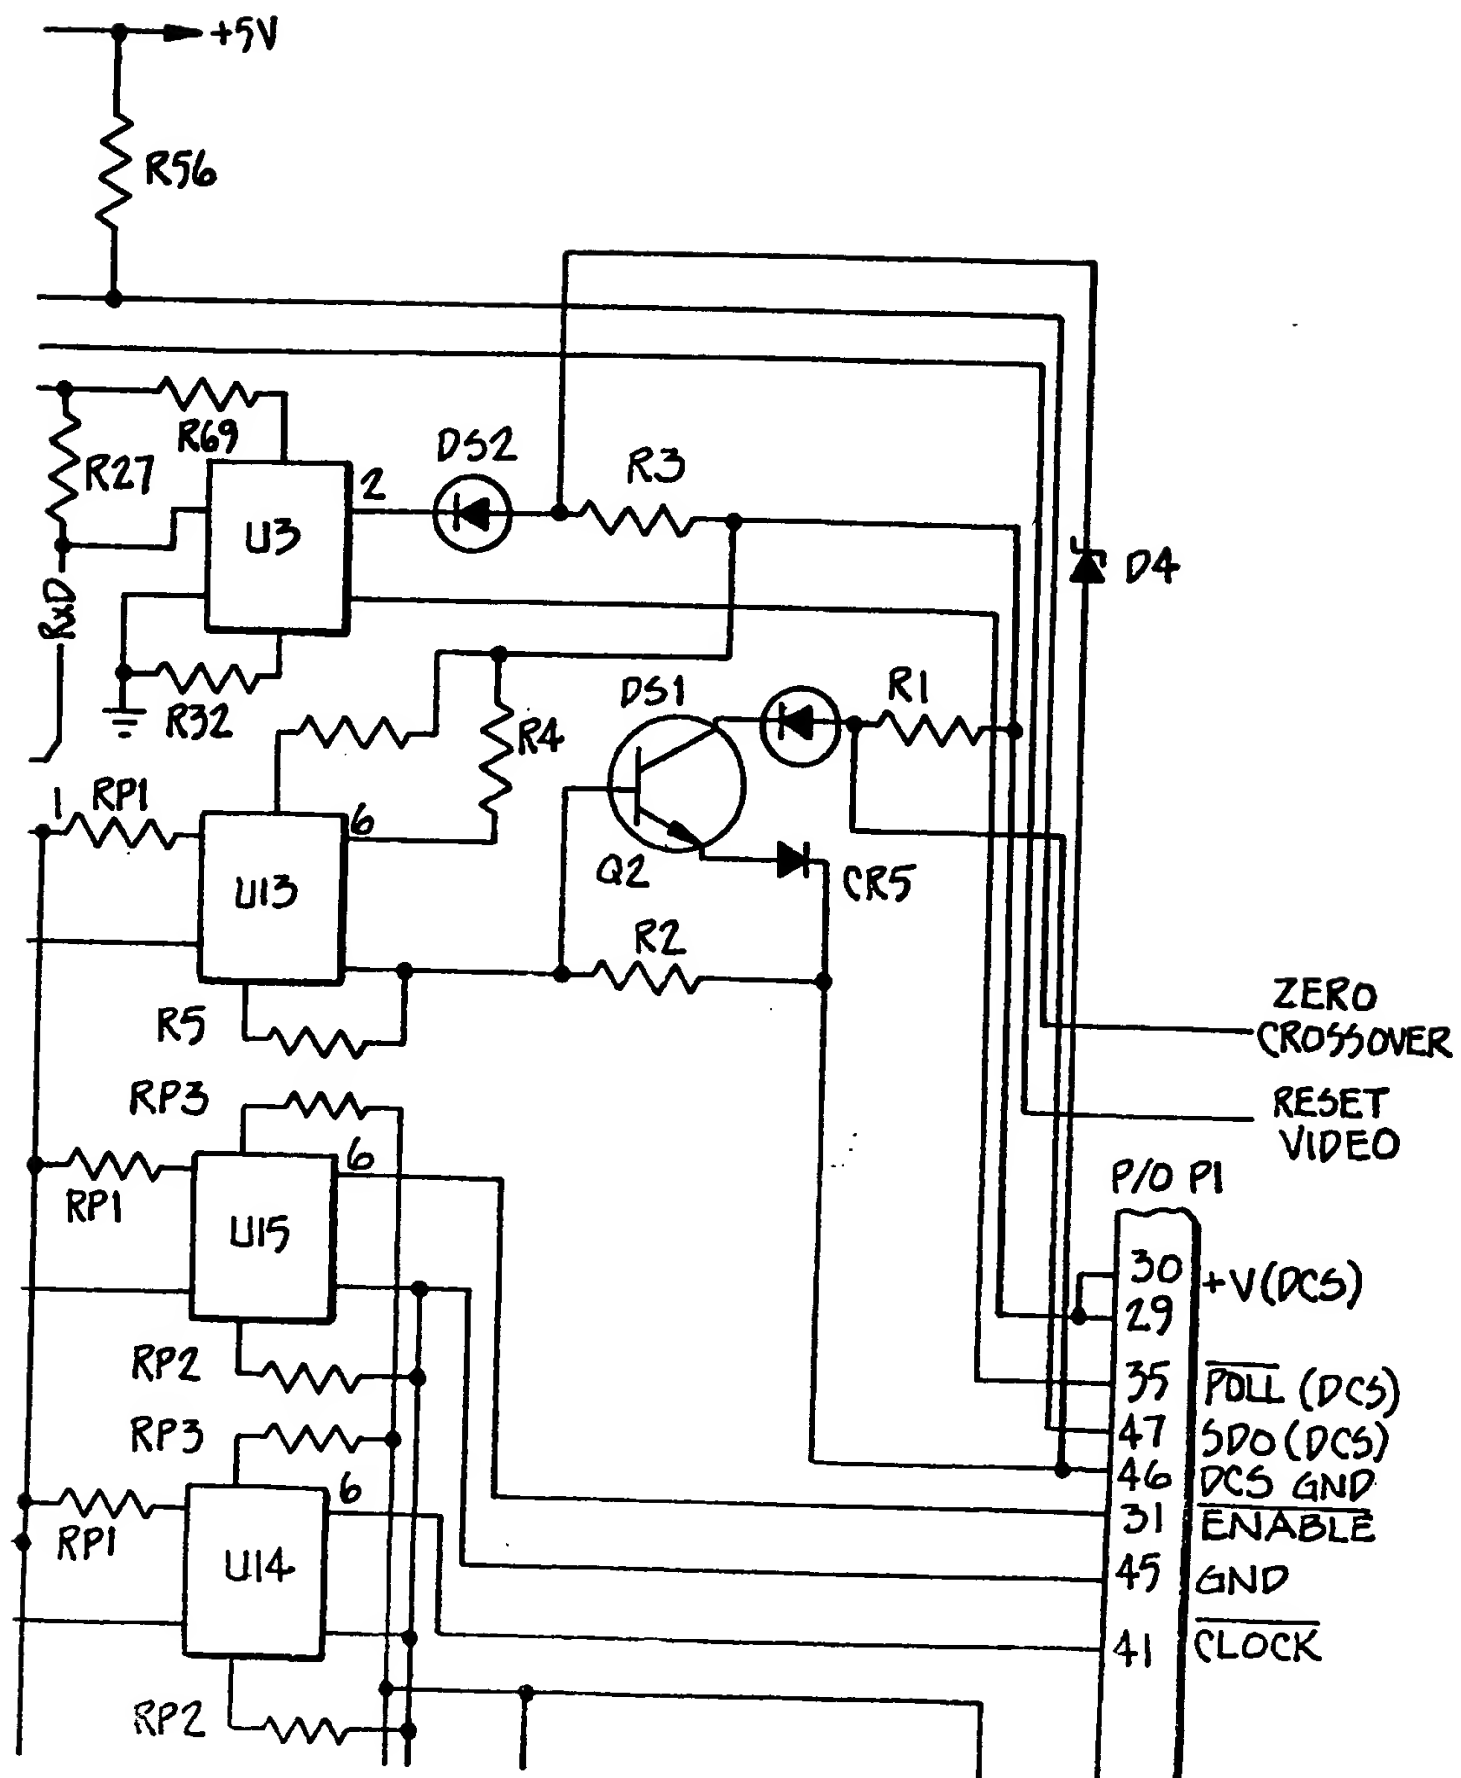 +5V
R56
R69
R27
DS2
R3
2
U3
D4
RxD
R32
DS1
R1
R4
1
RP1
6
U13
Q2
CR5
R2
R5
ZERO
CROSSOVER
RP3
RESET
VIDEO
6
P/O P1
RP1
U15
30
+V(DCS)
29
RP2
35
POLL (DCS)
RP3
47
SDO (DCS)
46
DCS GND
6
31
ENABLE
RP1
U14
45
GND
41
CLOCK
RP2